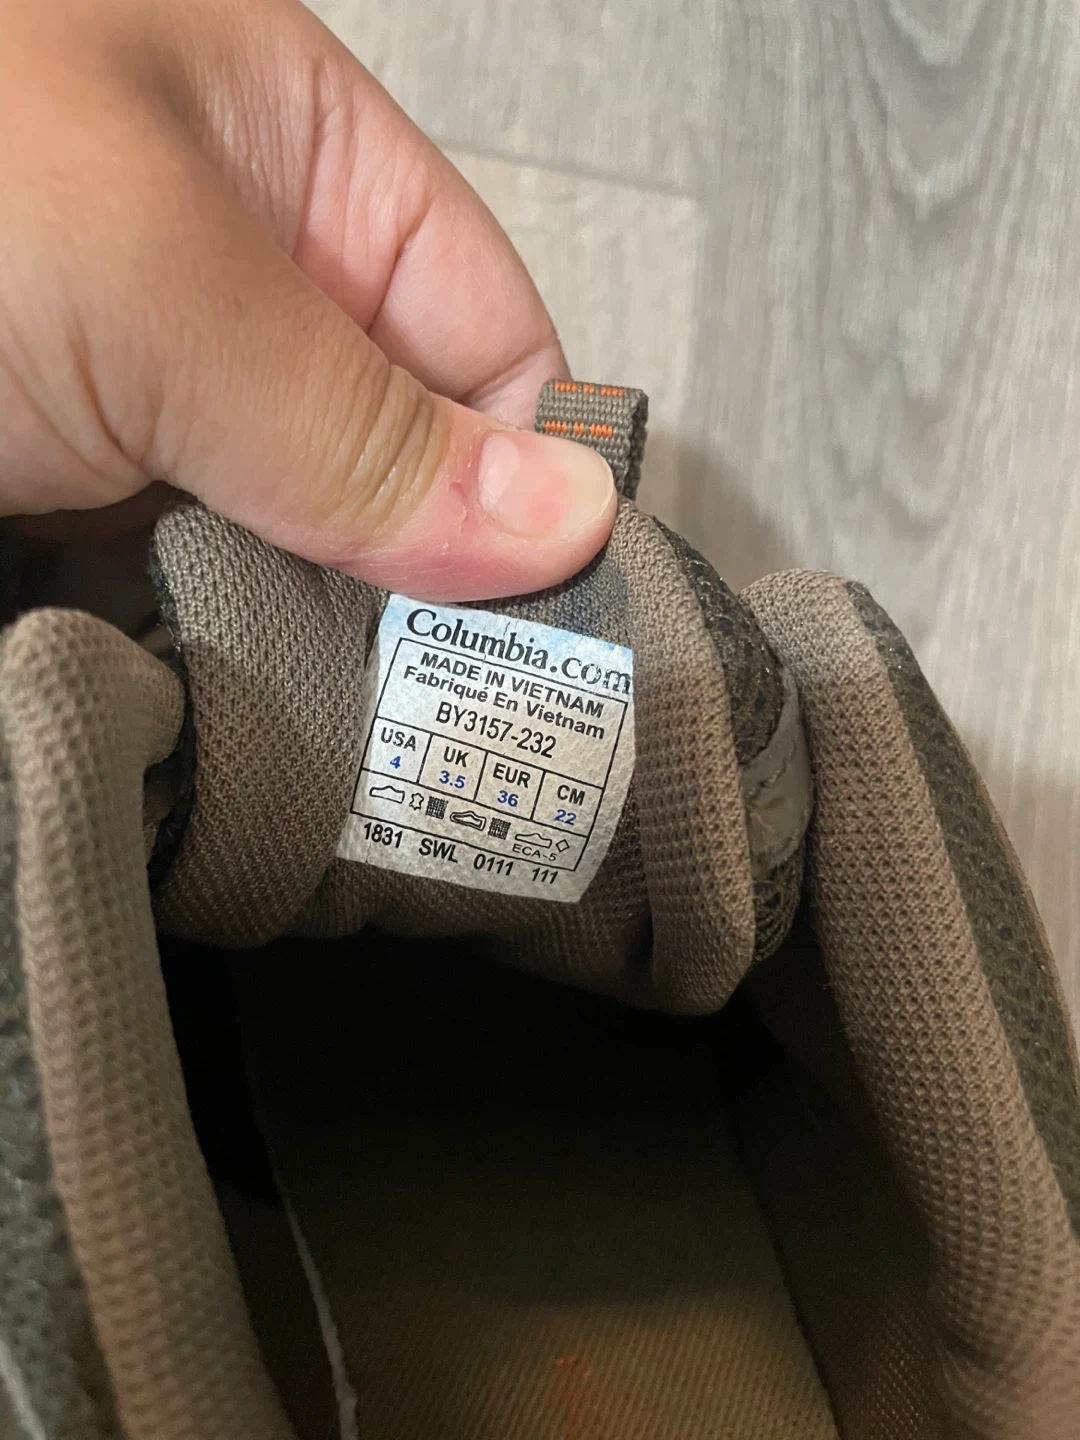 Columbia.com
MADE IN VIETNAM
Fabriqué En Vietnam
BY3157-232
USA UK EUR CM
4 3.5 36 22
ECA-5
1831 SWL 0111 111